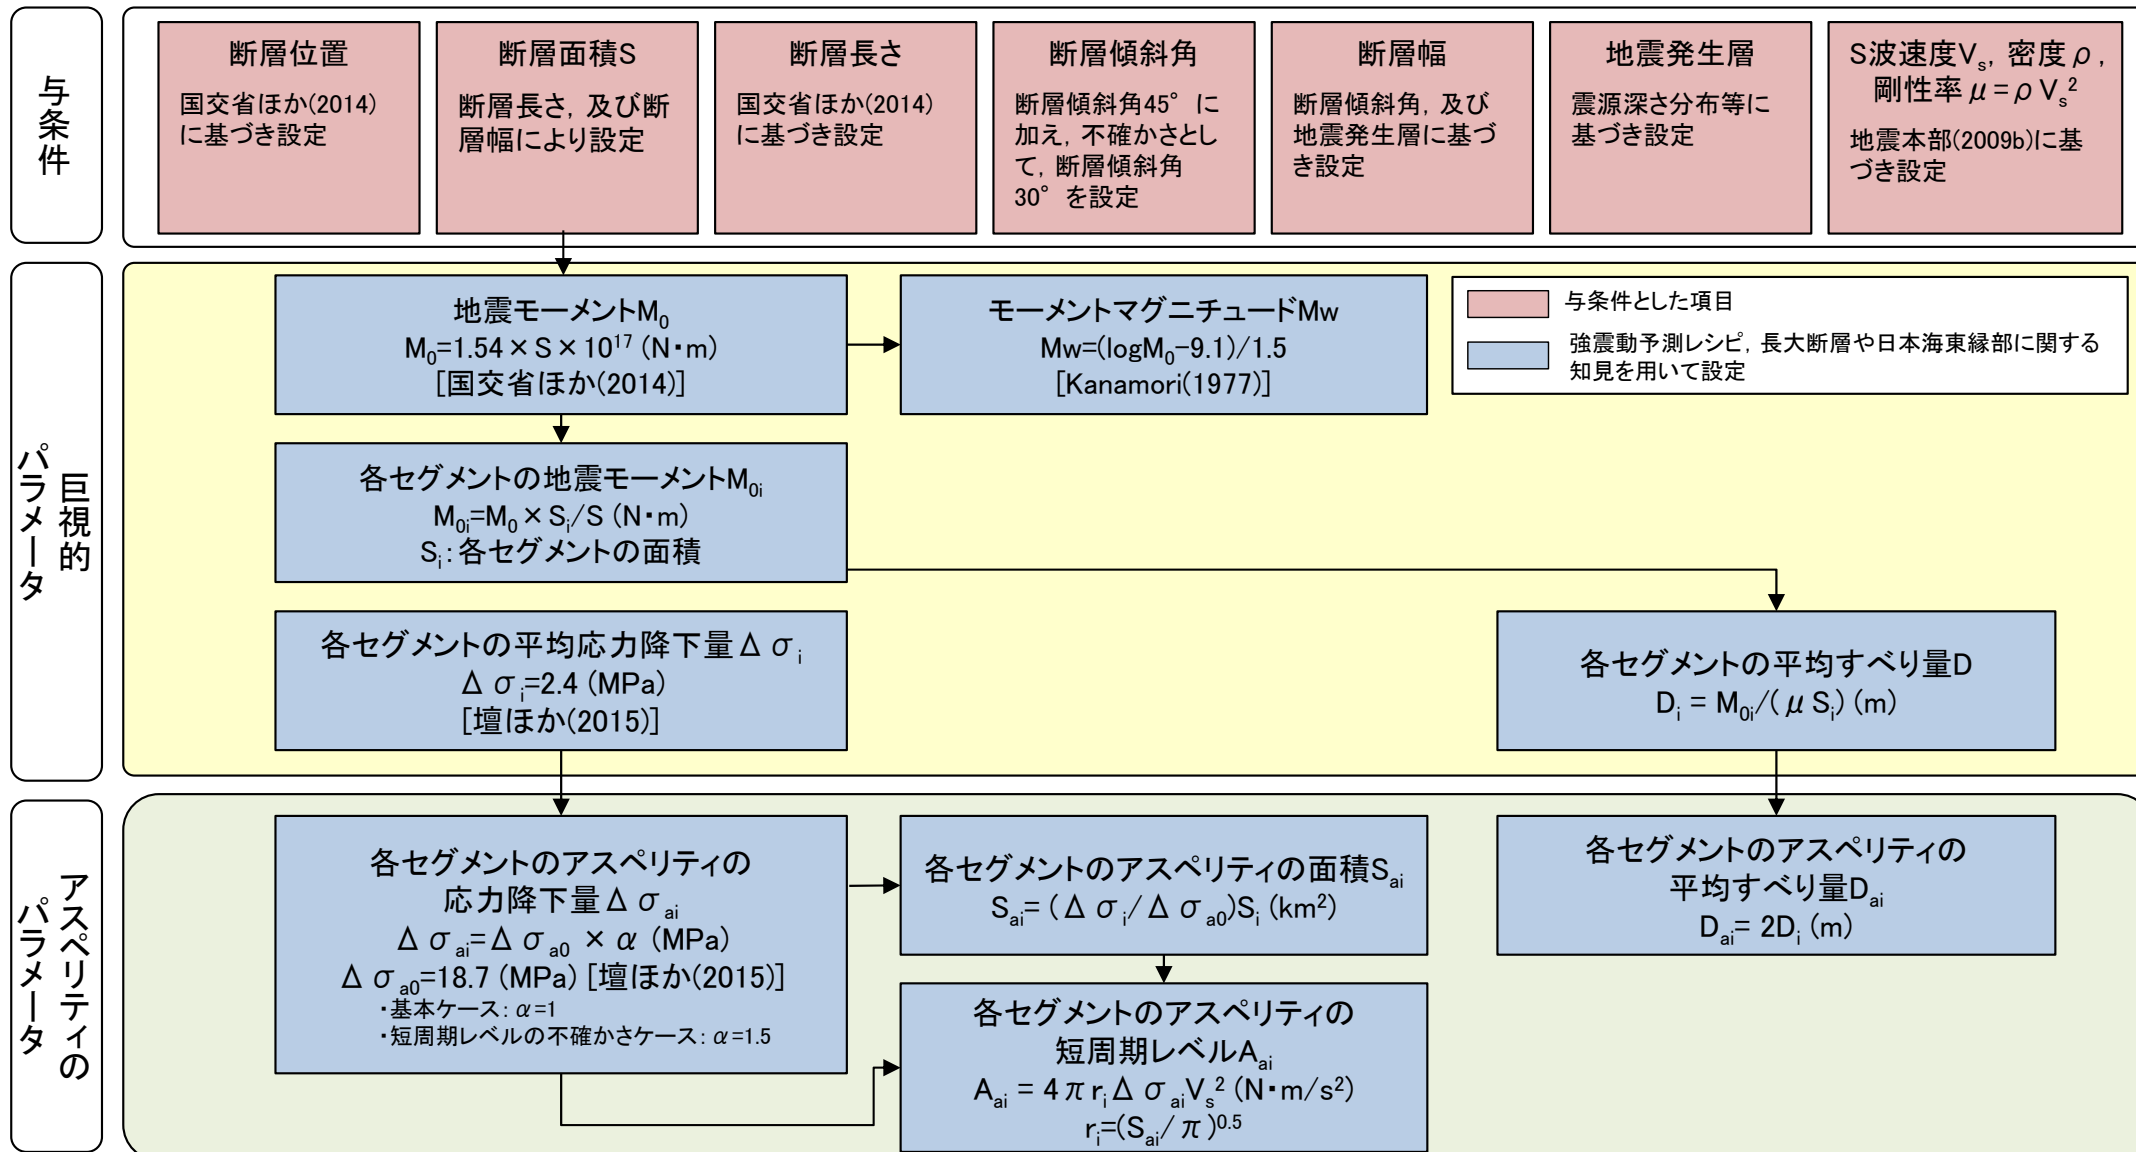 与条件
断層位置
国交省ほか(2014)
に基づき設定
断層面積S
断層長さ，及び断
層幅により設定
断層長さ
国交省ほか(2014)
に基づき設定
断層傾斜角
断層傾斜角45°に
加え，不確かさとし
て，断層傾斜角
30°を設定
断層幅
断層傾斜角，及び
地震発生層に基づ
き設定
地震発生層
震源深さ分布等に
基づき設定
S波速度Vs，密度ρ，
剛性率μ=ρVs²
地震本部(2009b)に基
づき設定
巨視的
パラメータ
地震モーメントM₀
M₀=1.54×S×10¹⁷ (N・m)
[国交省ほか(2014)]
モーメントマグニチュードMw
Mw=(logM₀-9.1)/1.5
[Kanamori(1977)]
与条件とした項目
強震動予測レシピ，長大断層や日本海東縁部に関する
知見を用いて設定
各セグメントの地震モーメントM₀i
M₀i=M₀×Si/S (N・m)
Si：各セグメントの面積
各セグメントの平均応力降下量Δσi
Δσi=2.4 (MPa)
[壇ほか(2015)]
各セグメントの平均すべり量D
Di = M₀i/(μSi) (m)
アスペリティの
パラメータ
各セグメントのアスペリティの
応力降下量Δσai
Δσai=Δσa0 ×α (MPa)
Δσa0=18.7 (MPa) [壇ほか(2015)]
・基本ケース：α=1
・短周期レベルの不確かさケース：α=1.5
各セグメントのアスペリティの面積Sai
Sai= (Δσi/Δσa0)Si (km²)
各セグメントのアスペリティの
短周期レベルAai
Aai = 4πriΔσaiVs² (N・m/s²)
ri=(Sai/π)^0.5
各セグメントのアスペリティの
平均すべり量Dai
Dai= 2Di (m)